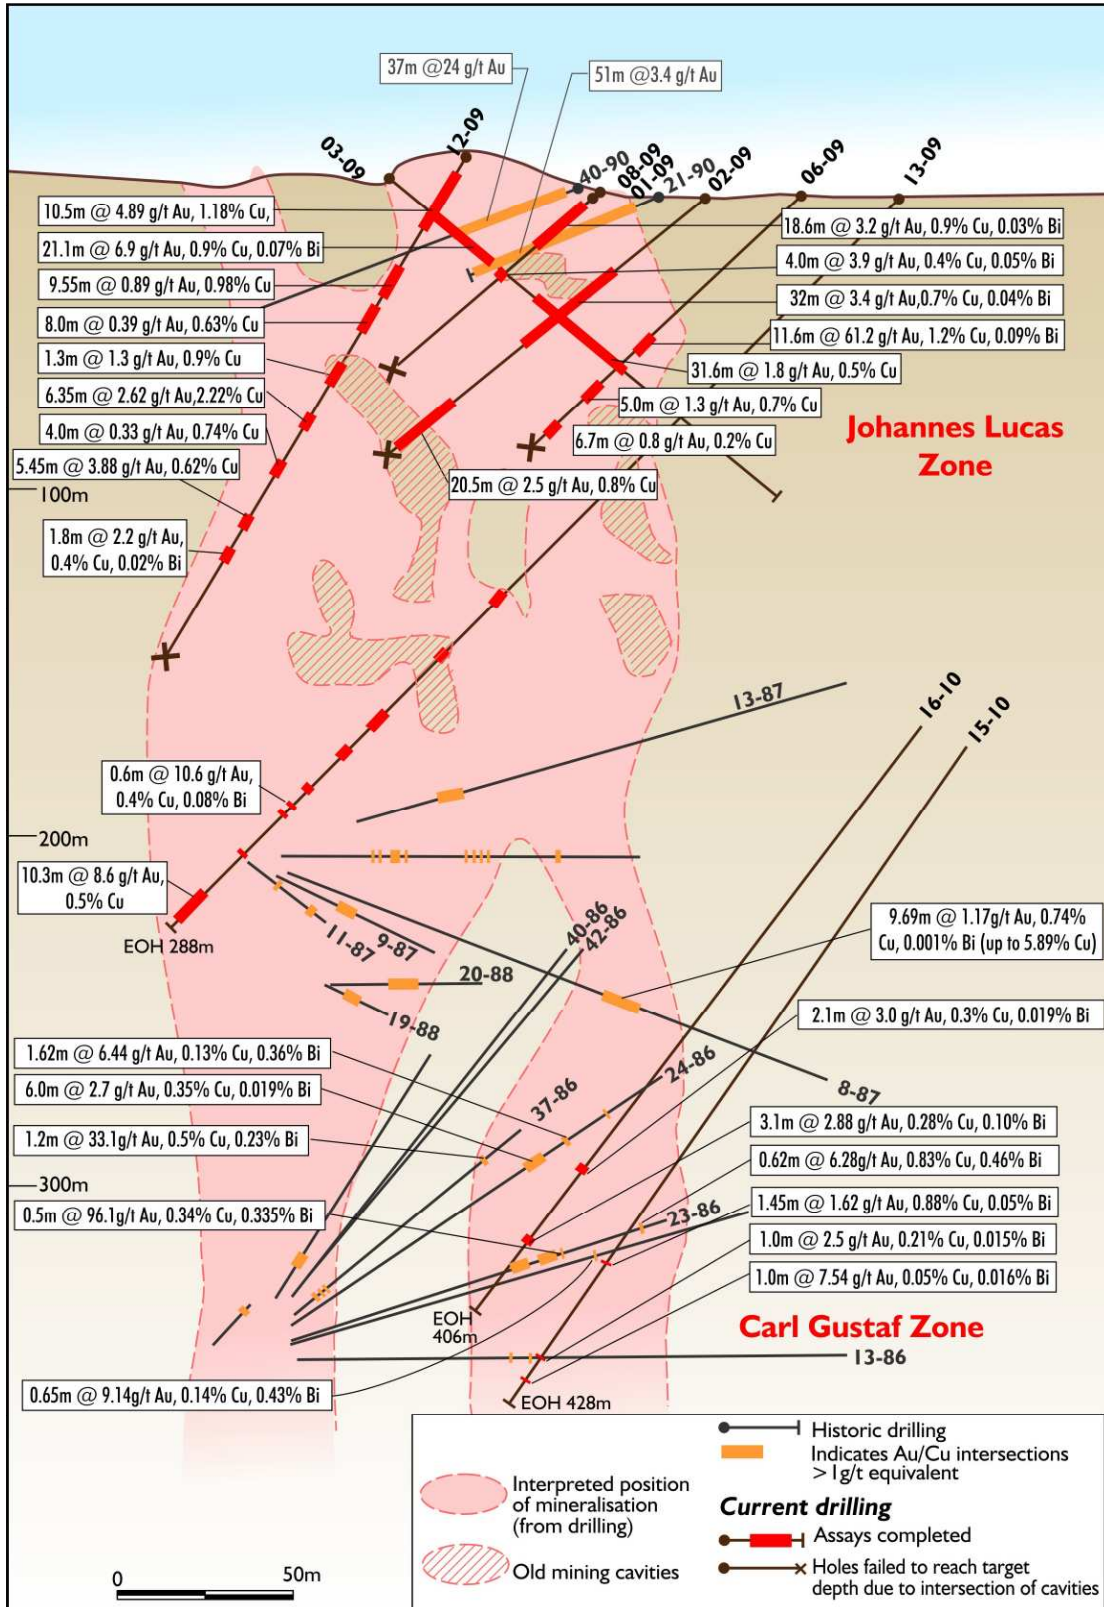 37m @24 g/t Au
51m @3.4 g/t Au
03-09
12-09
40-90
08-09
01-09
21-90
02-09
06-09
13-09
10.5m @ 4.89 g/t Au, 1.18% Cu,
21.1m @ 6.9 g/t Au, 0.9% Cu, 0.07% Bi
9.55m @ 0.89 g/t Au, 0.98% Cu
8.0m @ 0.39 g/t Au, 0.63% Cu
1.3m @ 1.3 g/t Au, 0.9% Cu
6.35m @ 2.62 g/t Au,2.22% Cu
4.0m @ 0.33 g/t Au, 0.74% Cu
5.45m @ 3.88 g/t Au, 0.62% Cu
100m
1.8m @ 2.2 g/t Au,
0.4% Cu, 0.02% Bi
18.6m @ 3.2 g/t Au, 0.9% Cu, 0.03% Bi
4.0m @ 3.9 g/t Au, 0.4% Cu, 0.05% Bi
32m @ 3.4 g/t Au,0.7% Cu, 0.04% Bi
11.6m @ 61.2 g/t Au, 1.2% Cu, 0.09% Bi
31.6m @ 1.8 g/t Au, 0.5% Cu
5.0m @ 1.3 g/t Au, 0.7% Cu
6.7m @ 0.8 g/t Au, 0.2% Cu
20.5m @ 2.5 g/t Au, 0.8% Cu
Johannes Lucas
Zone
13-87
16-10
15-10
0.6m @ 10.6 g/t Au,
0.4% Cu, 0.08% Bi
200m
10.3m @ 8.6 g/t Au,
0.5% Cu
EOH 288m
11-87
9-87
40-86
42-86
20-88
19-88
9.69m @ 1.17g/t Au, 0.74%
Cu, 0.001% Bi (up to 5.89% Cu)
2.1m @ 3.0 g/t Au, 0.3% Cu, 0.019% Bi
1.62m @ 6.44 g/t Au, 0.13% Cu, 0.36% Bi
6.0m @ 2.7 g/t Au, 0.35% Cu, 0.019% Bi
1.2m @ 33.1g/t Au, 0.5% Cu, 0.23% Bi
37-86
24-86
8-87
300m
0.5m @ 96.1g/t Au, 0.34% Cu, 0.335% Bi
23-86
3.1m @ 2.88 g/t Au, 0.28% Cu, 0.10% Bi
0.62m @ 6.28g/t Au, 0.83% Cu, 0.46% Bi
1.45m @ 1.62 g/t Au, 0.88% Cu, 0.05% Bi
1.0m @ 2.5 g/t Au, 0.21% Cu, 0.015% Bi
1.0m @ 7.54 g/t Au, 0.05% Cu, 0.016% Bi
EOH
406m
Carl Gustaf Zone
13-86
0.65m @ 9.14g/t Au, 0.14% Cu, 0.43% Bi
EOH 428m
Interpreted position
of mineralisation
(from drilling)
Old mining cavities
Historic drilling
Indicates Au/Cu intersections
>1g/t equivalent
Current drilling
Assays completed
Holes failed to reach target
depth due to intersection of cavities
0
50m